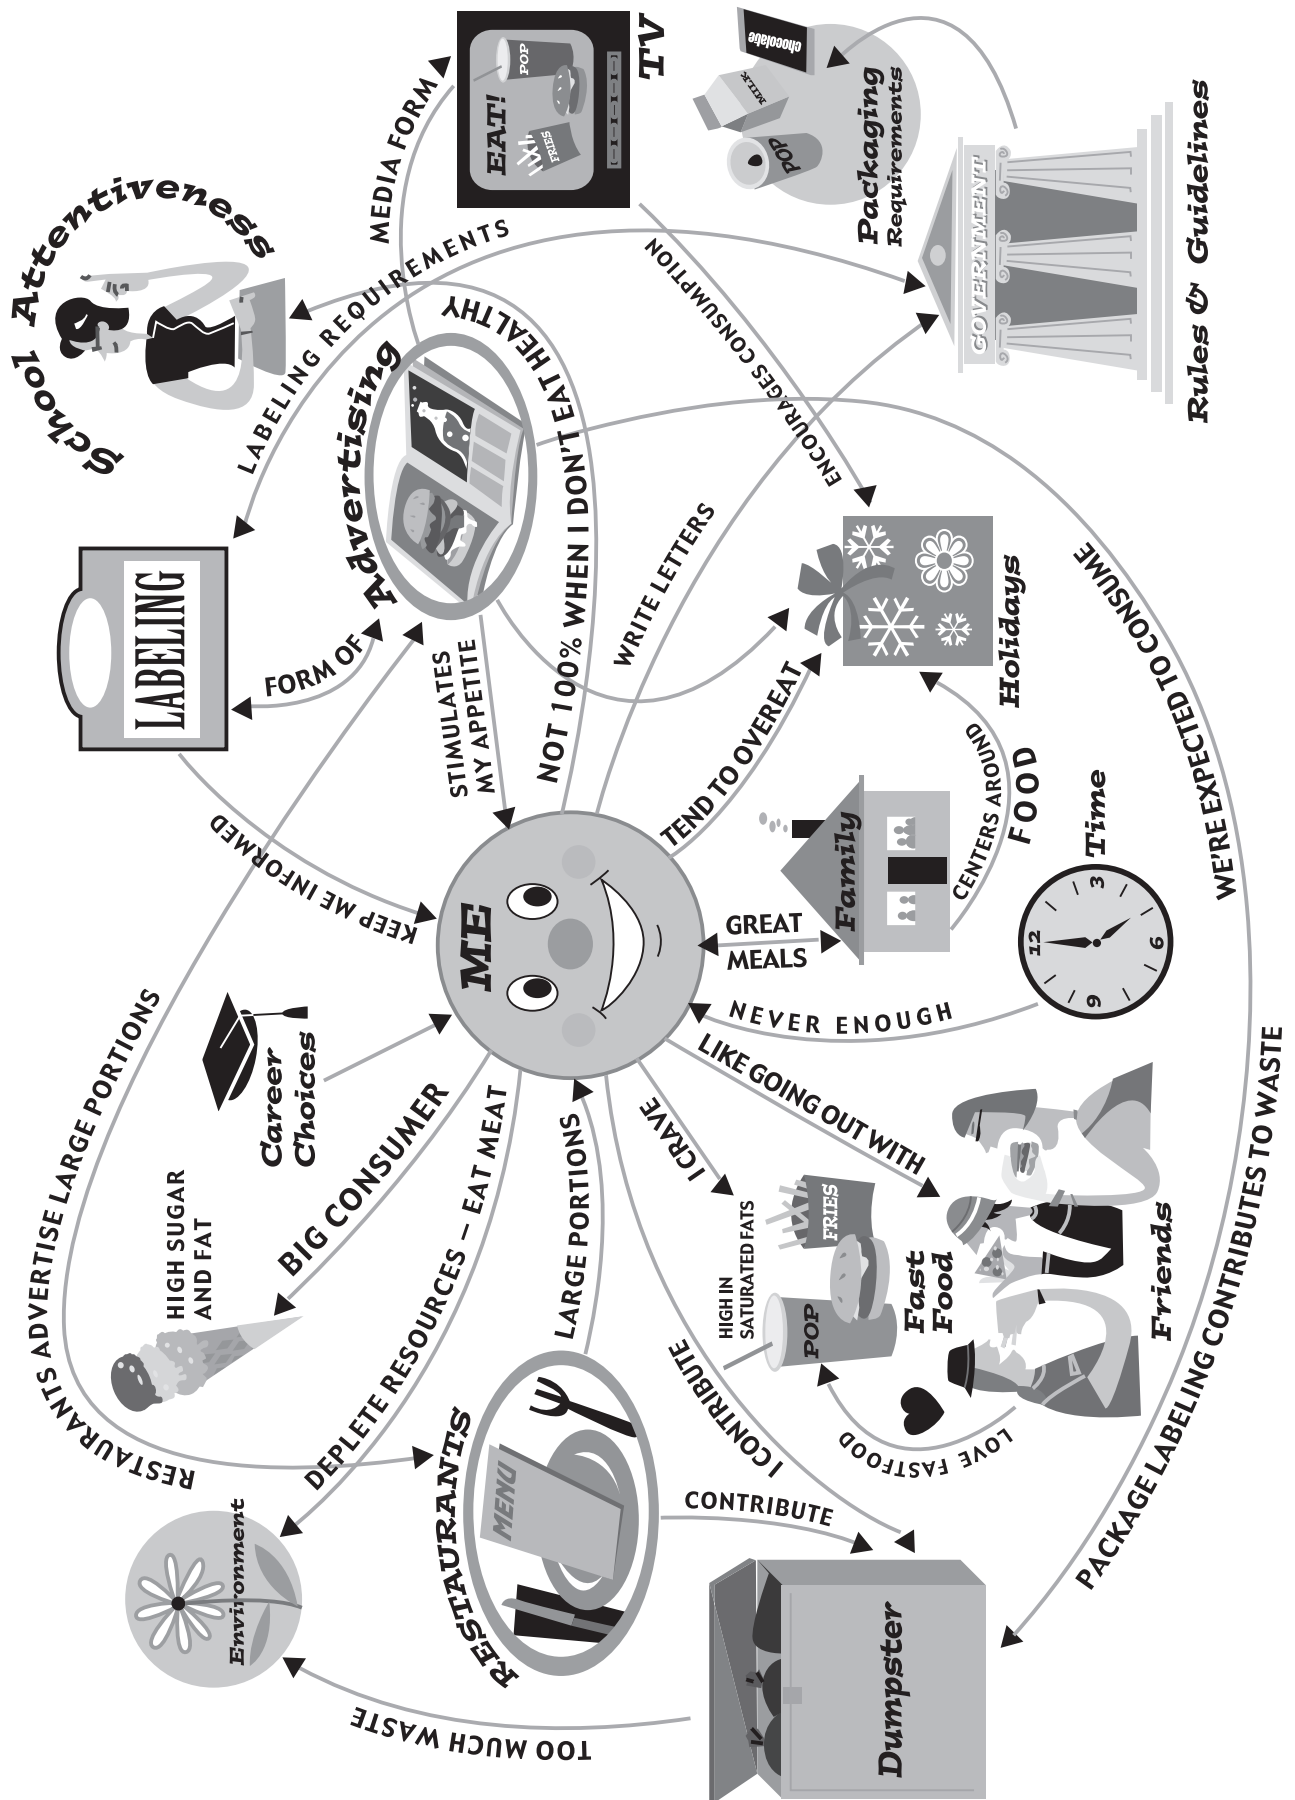 School Attentiveness
LABELING REQUIREMENTS
MEDIA FORM
TV
EAT!
POP
FRIES
chocolate
MILK
POP
Packaging
Requirements
GOVERNMENT
Rules & Guidelines
ENCOURAGES CONSUMPTION
Advertising
NOT 100% WHEN I DON'T EAT HEALTHY
WRITE LETTERS
LABELING
FORM OF
STIMULATES
MY APPETITE
KEEP ME INFORMED
TEND TO OVEREAT
Holidays
WE'RE EXPECTED TO CONSUME
ME
GREAT
MEALS
Family
CENTERS AROUND
FOOD
Time
12
3
6
9
NEVER ENOUGH
Career
Choices
RESTAURANTS ADVERTISE LARGE PORTIONS
BIG CONSUMER
HIGH SUGAR
AND FAT
DEPLETE RESOURCES – EAT MEAT
LARGE PORTIONS
I CRAVE
LIKE GOING OUT WITH
HIGH IN
SATURATED FATS
FRIES
POP
Fast
Food
Friends
LOVE FASTFOOD
I CONTRIBUTE
CONTRIBUTE
RESTAURANTS
MENU
Environment
TOO MUCH WASTE
Dumpster
PACKAGE LABELING CONTRIBUTES TO WASTE